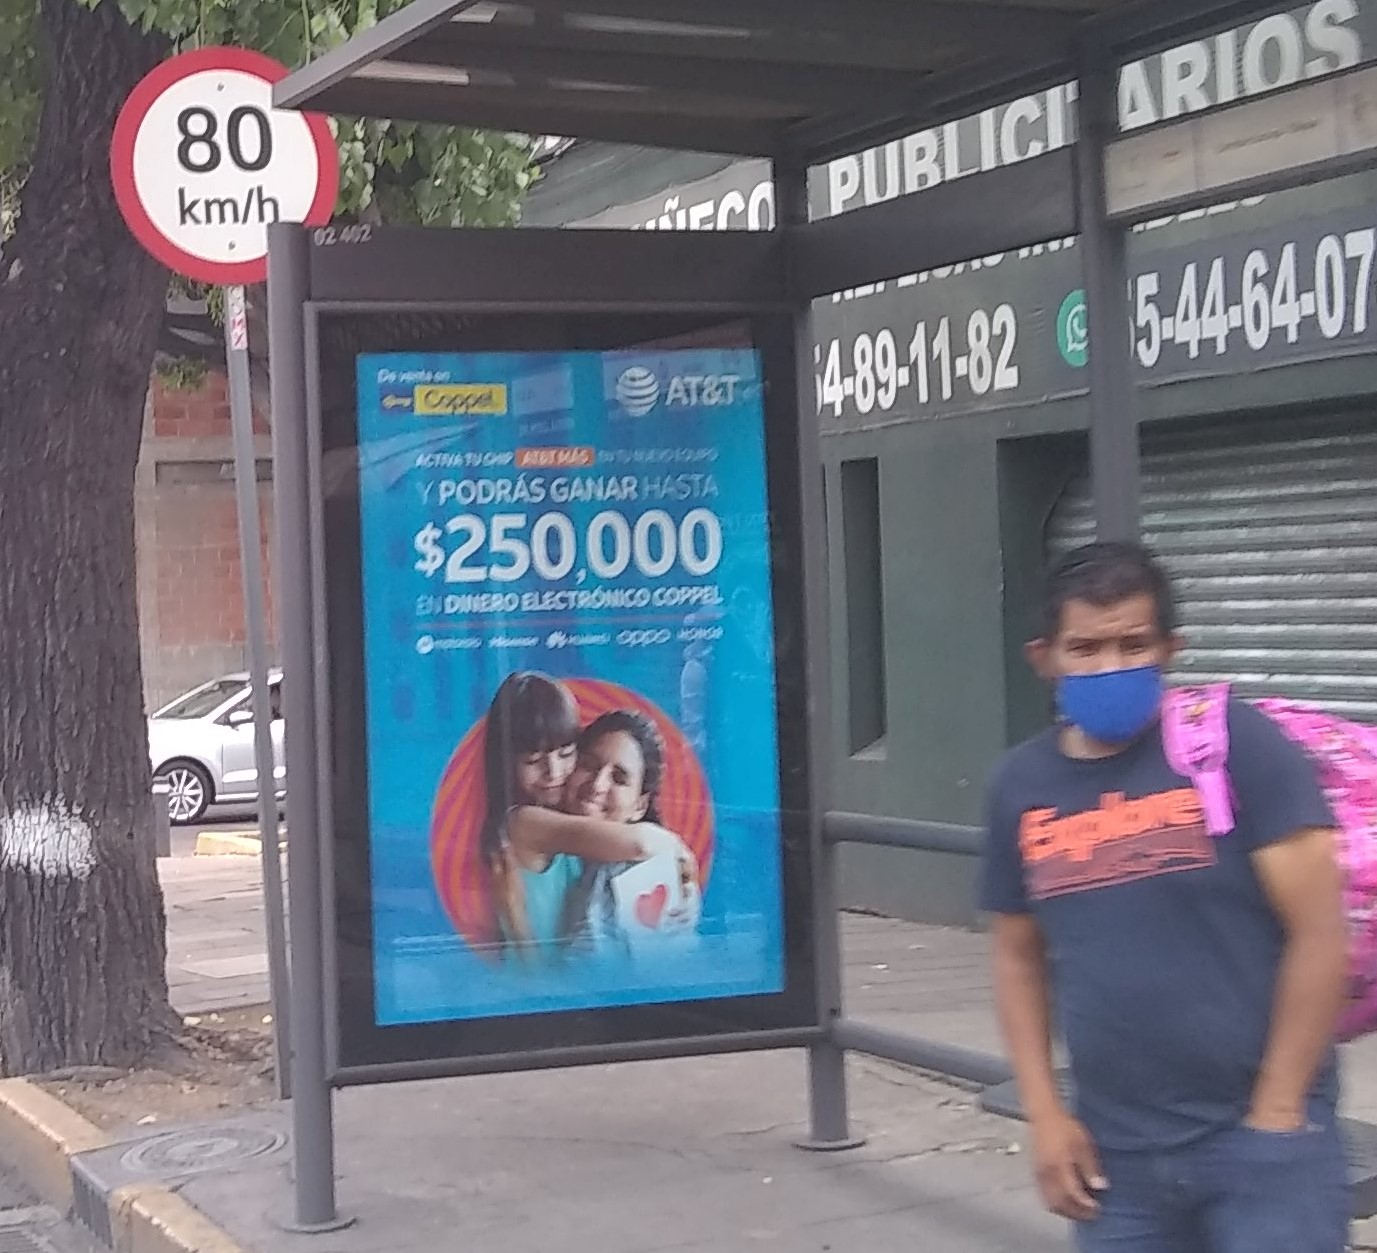 80
km/h
02 402
PUBLICITARIOS
54-89-11-82
55-44-64-07
De venta en
Coppel
AT&T
ACTIVA TU CHIP AT&T MÁS EN TU NUEVO EQUIPO
Y PODRÁS GANAR HASTA
$250,000
EN DINERO ELECTRÓNICO COPPEL
oppo HONOR
Explore